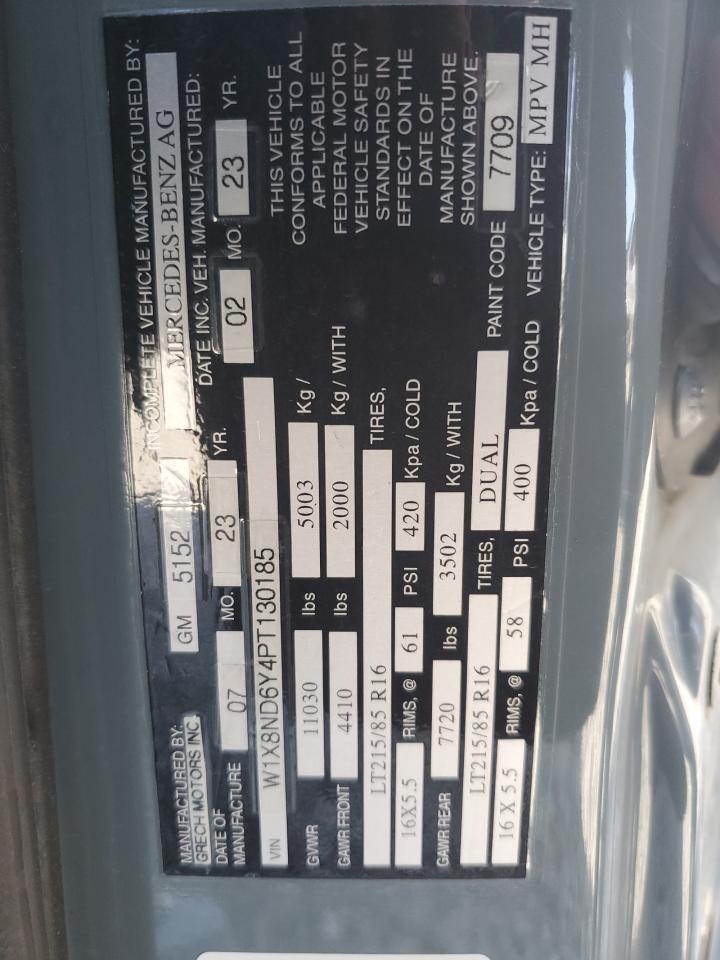 MANUFACTURED BY:
GRECH MOTORS INC.
GM 5152
INCOMPLETE VEHICLE MANUFACTURED BY:
MERCEDES-BENZ AG
DATE OF
MANUFACTURE 07 MO. 23 YR.
DATE INC. VEH. MANUFACTURED:
02 MO. 23 YR.
VIN W1X8ND6Y4PT130185
GVWR 11030 lbs 5003 Kg /
GAWR FRONT 4410 lbs 2000 Kg / WITH
LT215/85 R16 TIRES,
16X5.5 RIMS, @ 61 PSI 420 Kpa / COLD
GAWR REAR 7720 lbs 3502 Kg / WITH
LT215/85 R16 TIRES, DUAL
16 X 5.5 RIMS, @ 58 PSI 400 Kpa / COLD
THIS VEHICLE
CONFORMS TO ALL
APPLICABLE
FEDERAL MOTOR
VEHICLE SAFETY
STANDARDS IN
EFFECT ON THE
DATE OF
MANUFACTURE
SHOWN ABOVE.
PAINT CODE 7709
VEHICLE TYPE: MPV MH